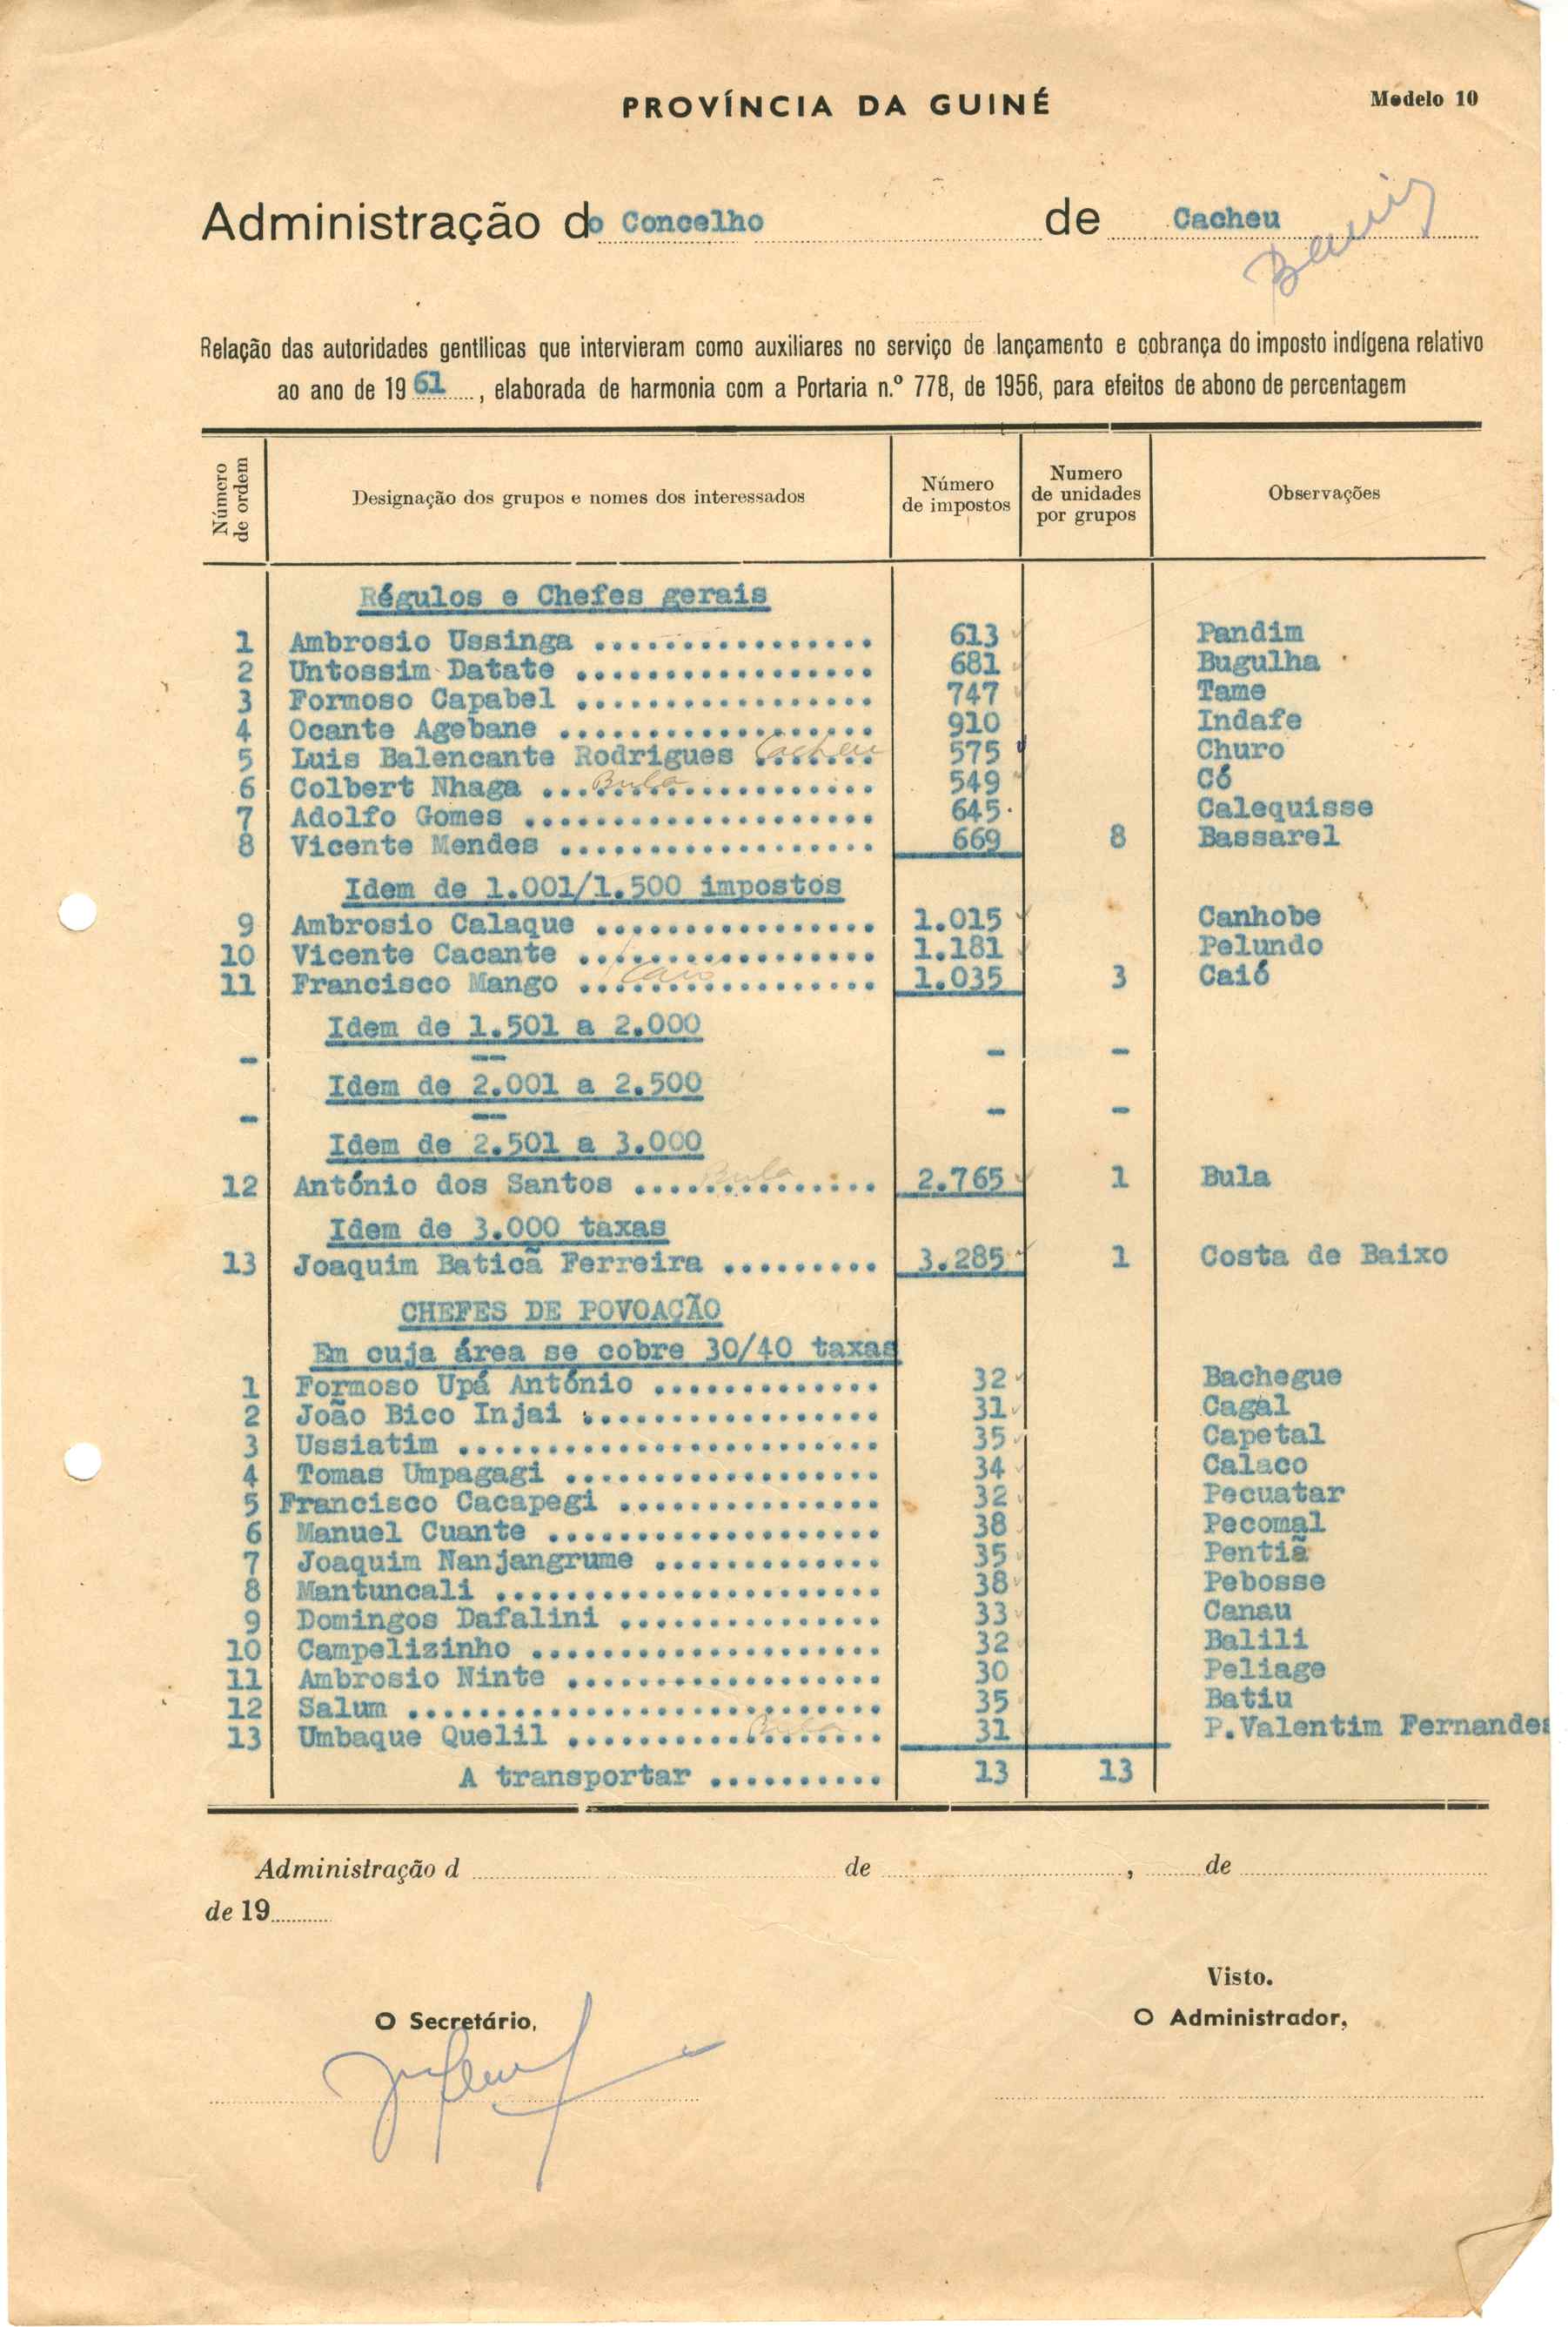 PROVÍNCIA DA GUINÉ
Modelo 10
Administração do Concelho de Cacheu
Relação das autoridades gentílicas que intervieram como auxiliares no serviço de lançamento e cobrança do imposto indígena relativo
ao ano de 1961, elaborada de harmonia com a Portaria n.º 778, de 1956, para efeitos de abono de percentagem
Número de ordem
Designação dos grupos e nomes dos interessados
Número de impostos
Numero de unidades por grupos
Observações
Régulos e Chefes gerais
1 Ambrosio Ussinga ................ 613 Pandim
2 Untossim Datate ................. 681 Bugulha
3 Formoso Capabel ................. 747 Tame
4 Ocante Agebane .................. 910 Indafe
5 Luis Balencante Rodrigues ....... Cacheu 575 Churo
6 Colbert Nhaga ................... Bula 549 Có
7 Adolfo Gomes .................... 645 Calequisse
8 Vicente Mendes .................. 669 8 Bassarel
Idem de 1.001/1.500 impostos
9 Ambrosio Calaque ................ 1.015 Canhobe
10 Vicente Cacante ................. 1.181 Pelundo
11 Francisco Mango ................. Caió 1.035 3 Caió
Idem de 1.501 a 2.000
- -- - -
Idem de 2.001 a 2.500
- -- - -
Idem de 2.501 a 3.000
12 António dos Santos .............. Bula 2.765 1 Bula
Idem de 3.000 taxas
13 Joaquim Baticã Ferreira ......... 3.285 1 Costa de Baixo
CHEFES DE POVOAÇÃO
Em cuja área se cobre 30/40 taxas
1 Formoso Upá António ............. 32 Bachegue
2 João Bico Injai ................. 31 Cagal
3 Ussiatim ........................ 35 Capetal
4 Tomas Umpagagi .................. 34 Calaco
5 Francisco Cacapegi ............... 32 Pecuatar
6 Manuel Cuante ................... 38 Pecomal
7 Joaquim Nanjangrume ............. 35 Pentiã
8 Mantuncali ...................... 38 Pebosse
9 Domingos Dafalini ............... 33 Canau
10 Campelizinho .................... 32 Balili
11 Ambrosio Ninte .................. 30 Peliage
12 Salum ........................... 35 Batiu
13 Umbaque Quelil .................. Bula 31 P.Valentim Fernandes
A transportar .......... 13 13
Administração d de , de
de 19
Visto.
O Secretário,
O Administrador,